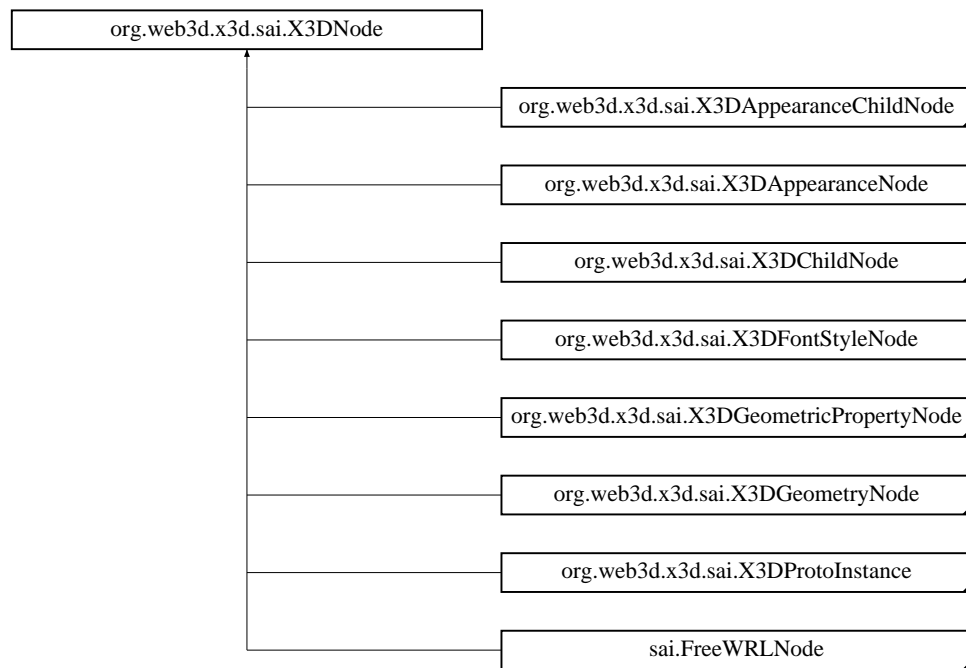 org.web3d.x3d.sai.X3DNode
org.web3d.x3d.sai.X3DAppearanceChildNode
org.web3d.x3d.sai.X3DAppearanceNode
org.web3d.x3d.sai.X3DChildNode
org.web3d.x3d.sai.X3DFontStyleNode
org.web3d.x3d.sai.X3DGeometricPropertyNode
org.web3d.x3d.sai.X3DGeometryNode
org.web3d.x3d.sai.X3DProtoInstance
sai.FreeWRLNode